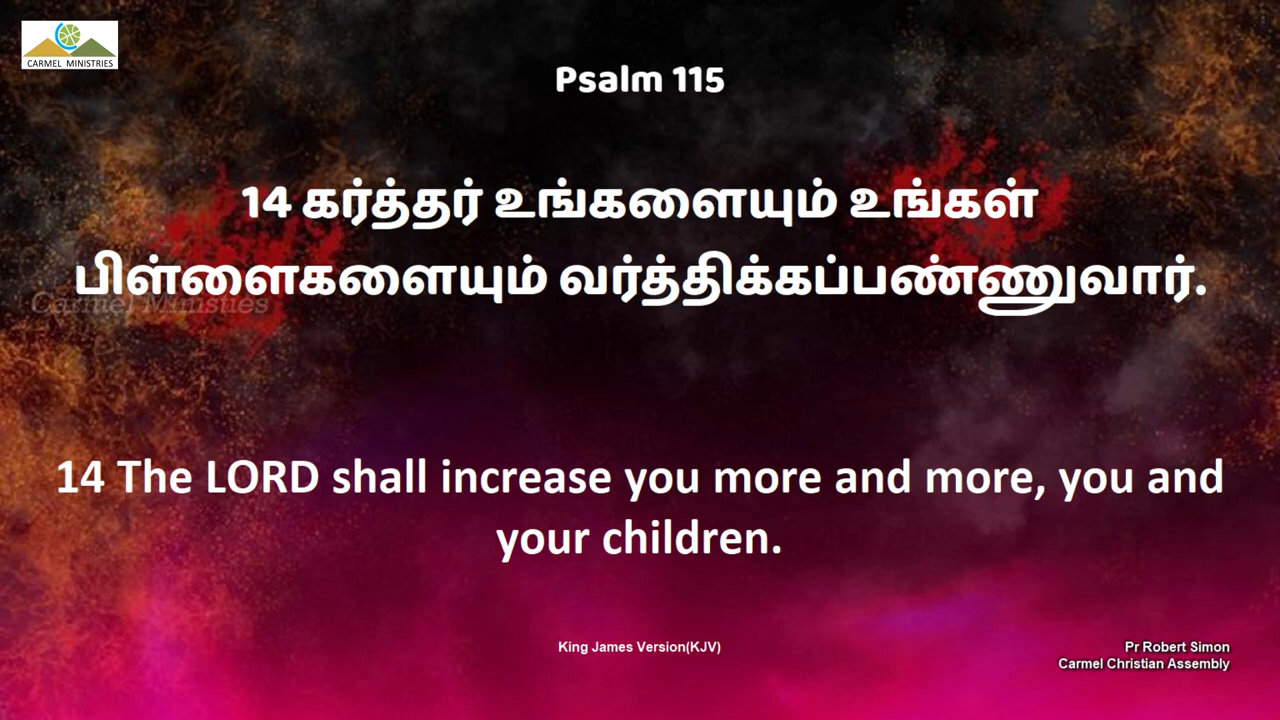 CARMEL MINISTRIES
Psalm 115
14 கர்த்தர் உங்களையும் உங்கள்
பிள்ளைகளையும் வர்த்திக்கப்பண்ணுவார்.
Carmel Ministies
14 The LORD shall increase you more and more, you and
your children.
King James Version(KJV)
Pr Robert Simon
Carmel Christian Assembly